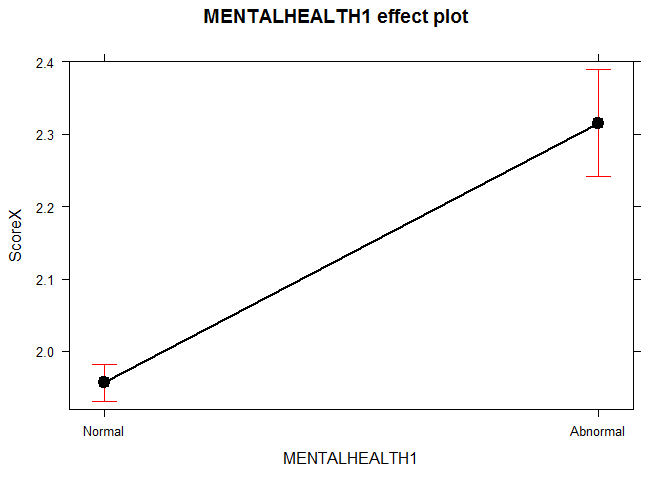 MENTALHEALTH1 effect plot
2.4
2.3
2.2
2.1
2.0
ScoreX
Normal
Abnormal
MENTALHEALTH1